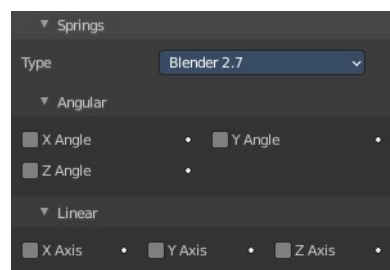 Springs
Type Blender 2.7
Angular
X Angle Y Angle
Z Angle
Linear
X Axis Y Axis Z Axis